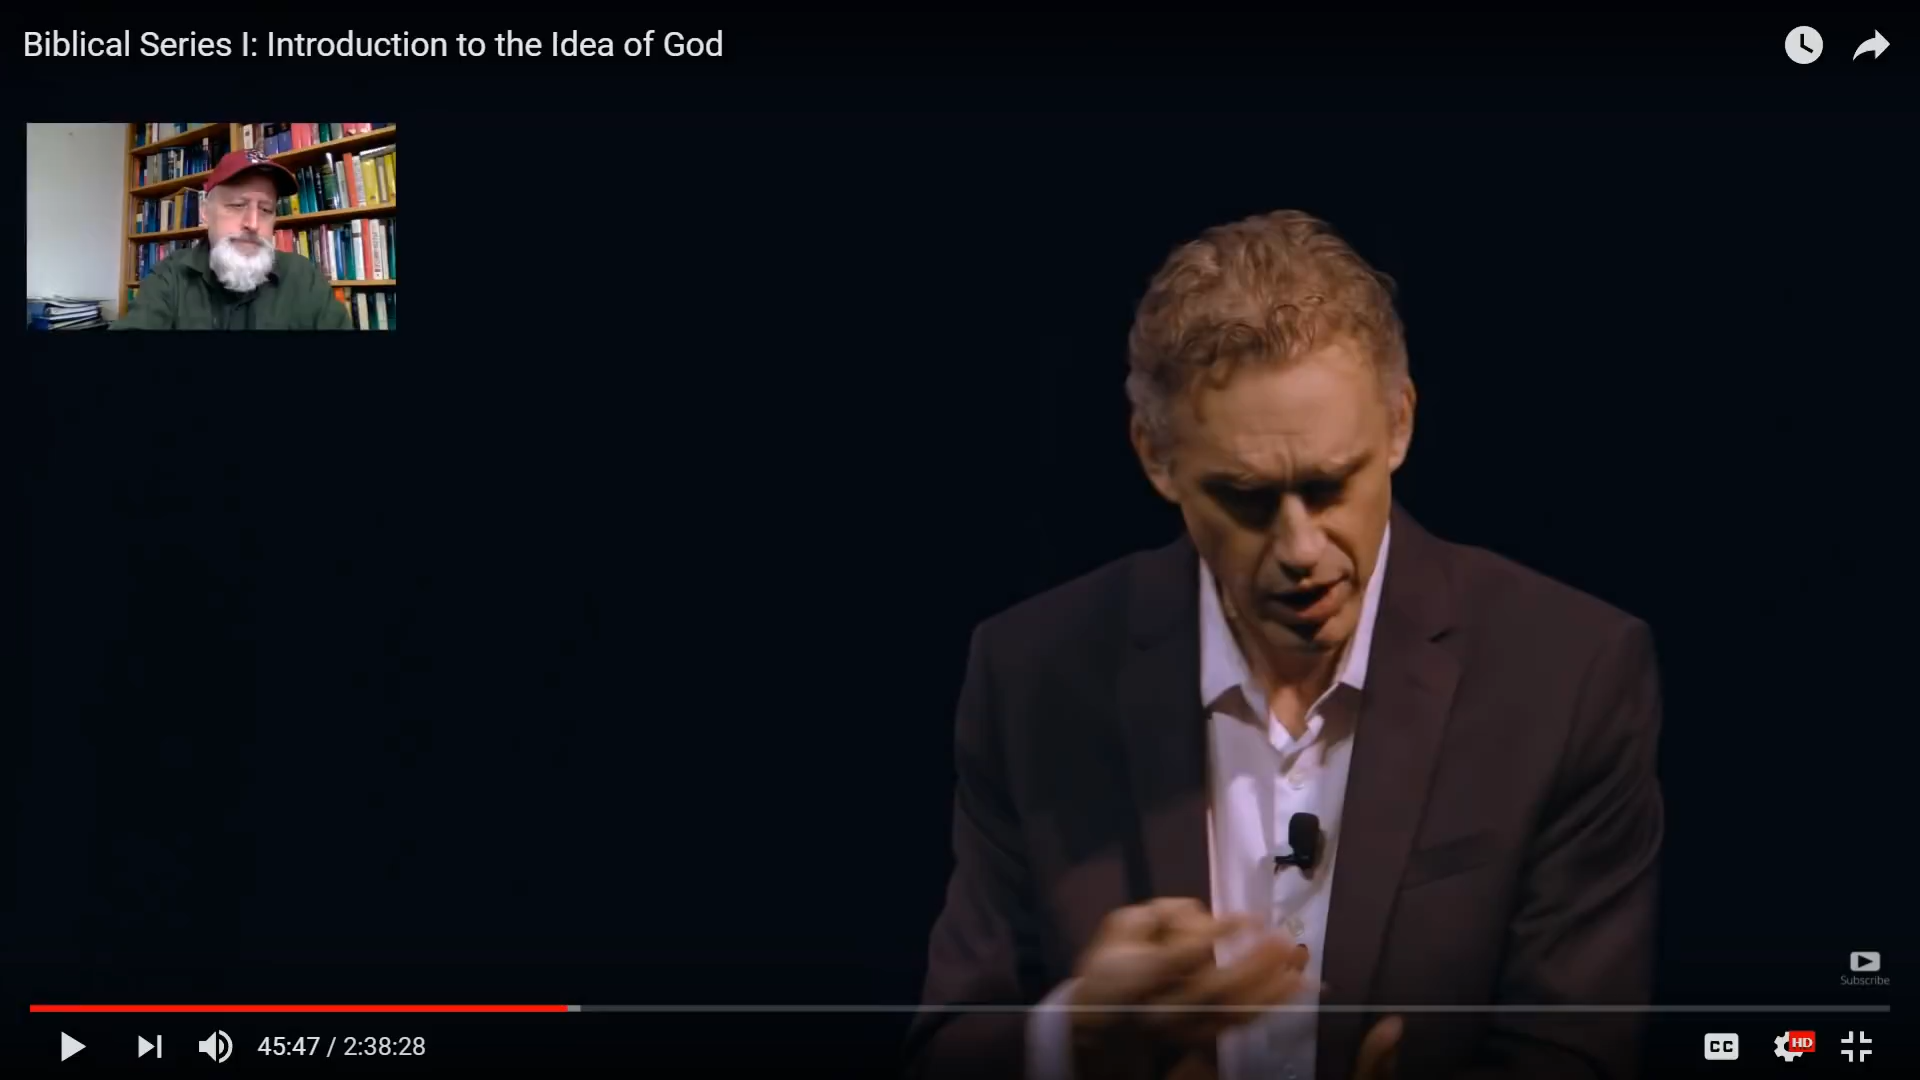 Biblical Series I: Introduction to the Idea of God
Subscribe
45:47 / 2:38:28
CC
HD